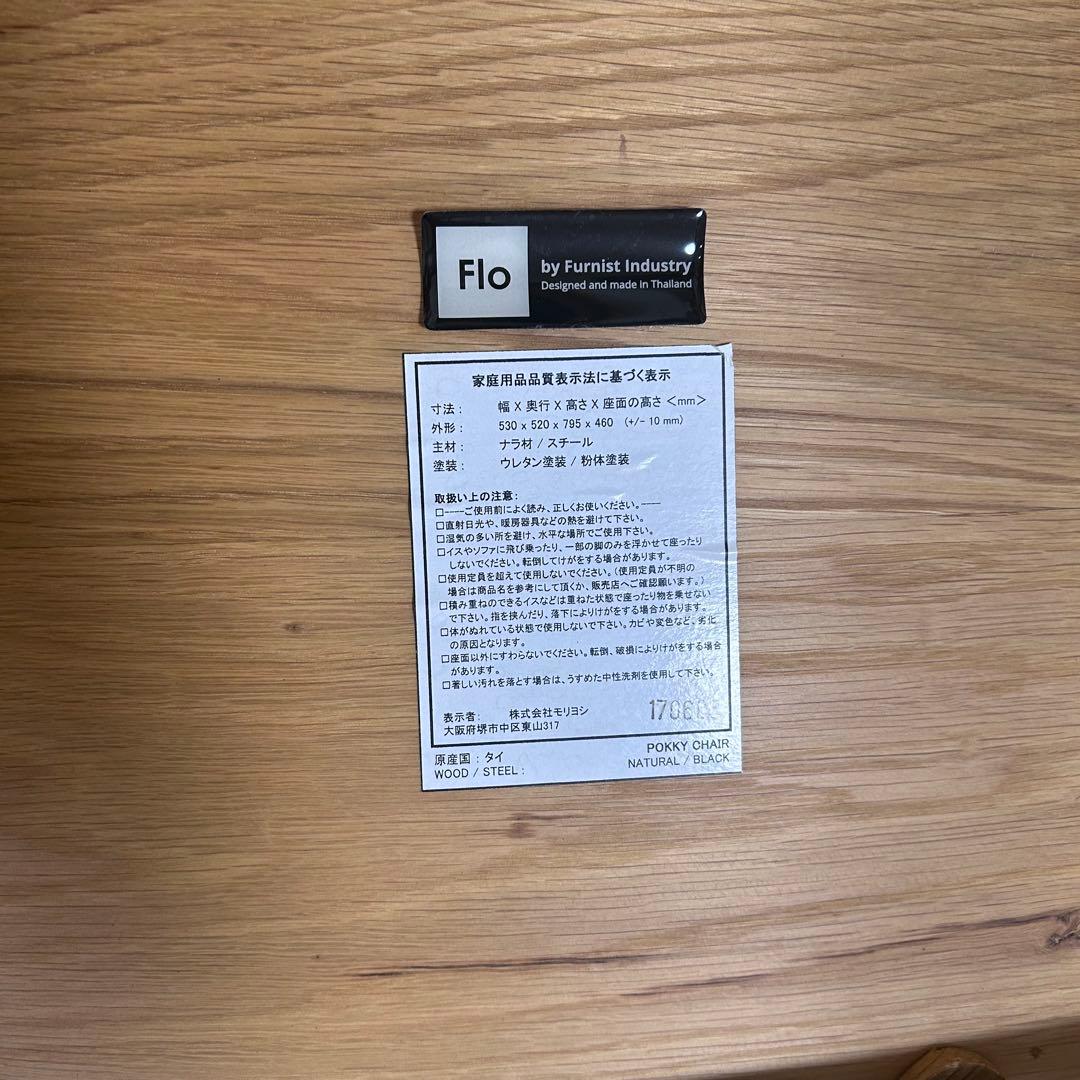 Flo
by Furnist Industry
Designed and made in Thailand
家庭用品品質表示法に基づく表示
寸法： 幅 X 奥行 X 高さ X 座面の高さ ＜mm＞
外形： 530 x 520 x 795 x 460 (+/- 10 mm)
主材： ナラ材 / スチール
塗装： ウレタン塗装 / 粉体塗装
取扱い上の注意：
□----ご使用前によく読み、正しくお使いください。----
□直射日光や、暖房器具などの熱を避けて下さい。
□湿気の多い所を避け、水平な場所でご使用下さい。
□イスやソファに飛び乗ったり、一部の脚のみを浮かせて座ったり
しないでください。転倒してけがをする場合があります。
□使用定員を超えて使用しないでください。（使用定員が不明の
場合は商品名を参考にして頂くか、販売店へご確認願います。）
□積み重ねのできるイスなどは重ねた状態で座ったり物を乗せない
で下さい。指を挟んだり、落下によりけがをする場合があります。
□体がぬれている状態で使用しないで下さい。カビや変色など、劣化
の原因となります。
□座面以外にすわらないでください。転倒、破損によりけがをする場合
があります。
□著しい汚れを落とす場合は、うすめた中性洗剤を使用して下さい。
表示者： 株式会社モリヨシ
大阪府堺市中区東山317
原産国：タイ
WOOD / STEEL :
POKKY CHAIR
NATURAL / BLACK